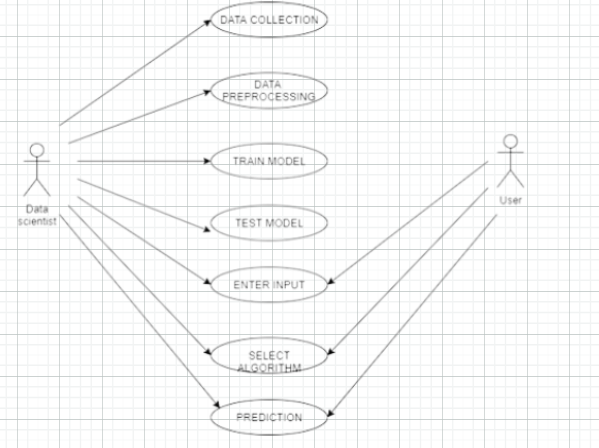 DATA COLLECTION
DATA
PREPROCESSING
TRAIN MODEL
Data
scientist
User
TEST MODEL
ENTER INPUT
SELECT
ALGORITHM
PREDICTION